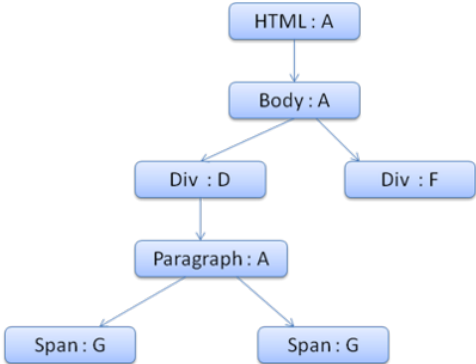 HTML : A
Body : A
Div : D
Div : F
Paragraph : A
Span : G
Span : G